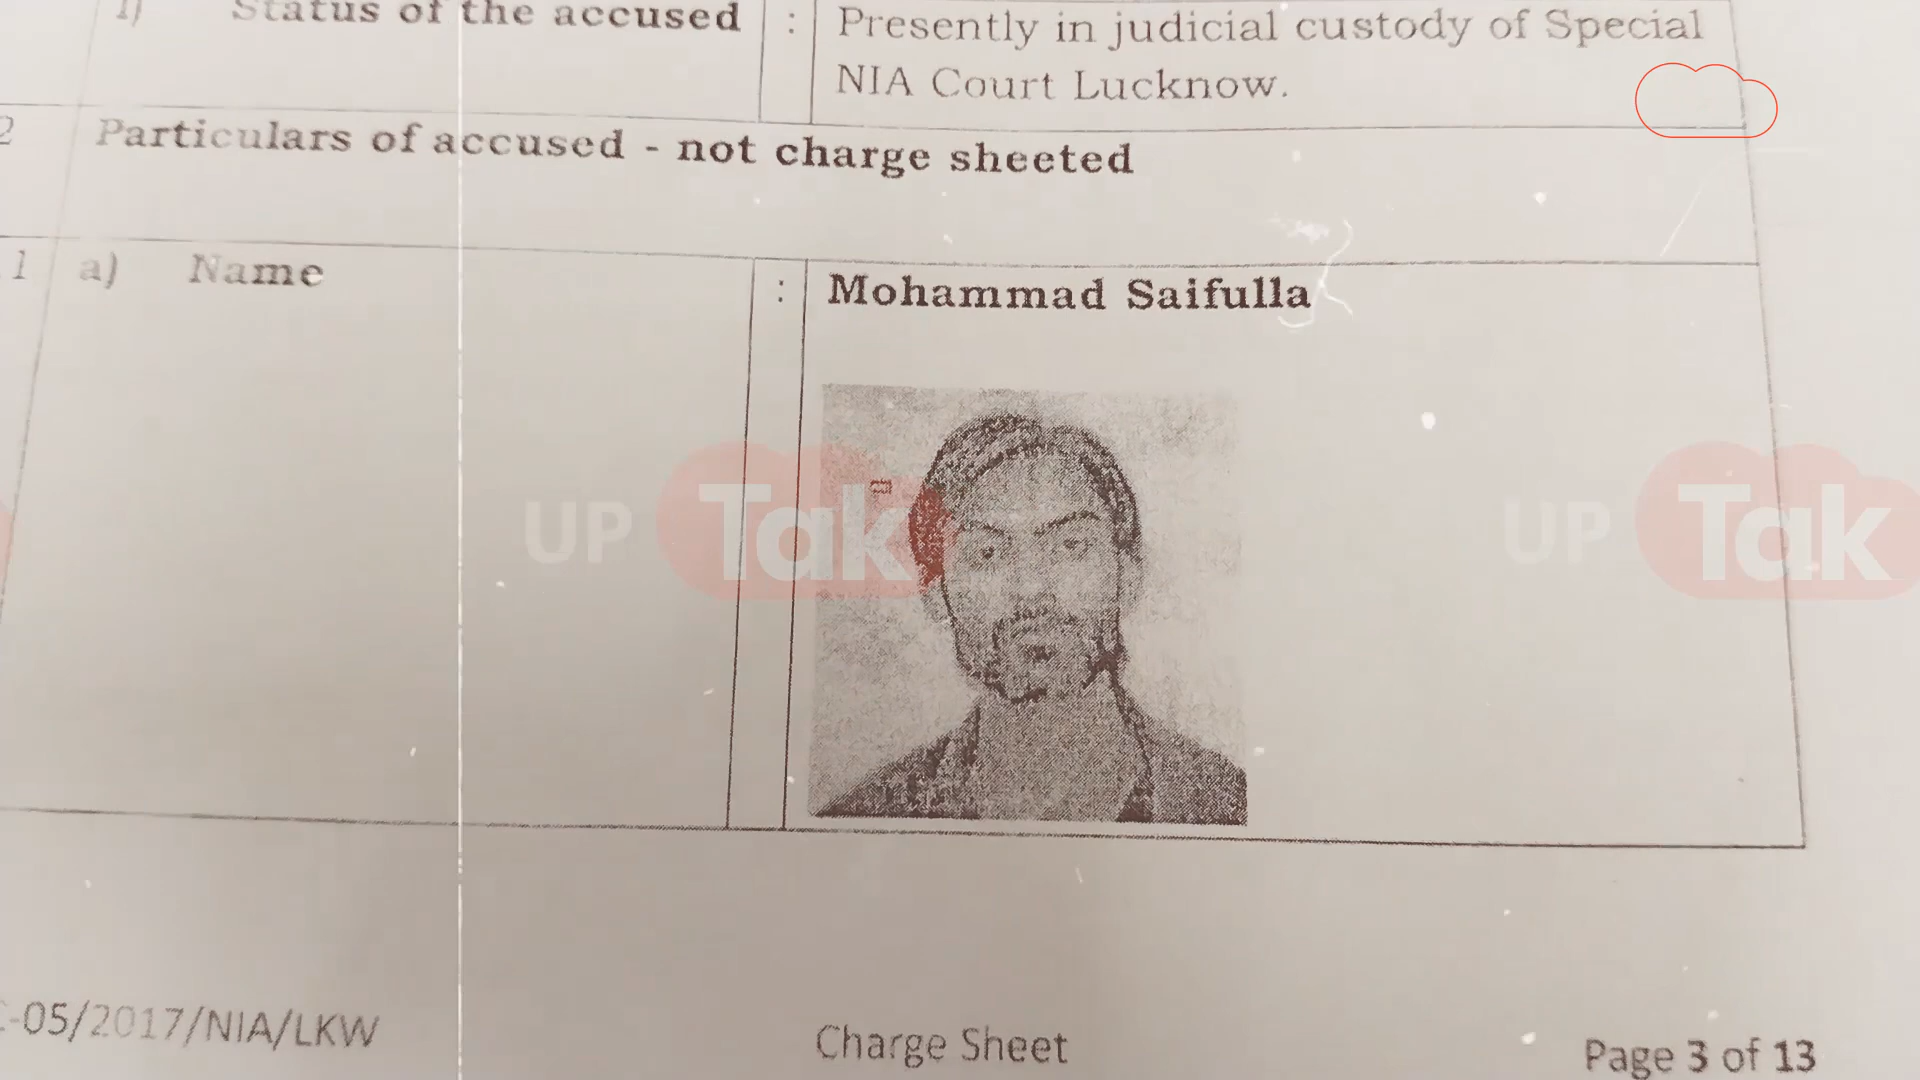 Status of the accused : Presently in judicial custody of Special
NIA Court Lucknow.
2 Particulars of accused - not charge sheeted
1 a) Name : Mohammad Saifulla
UP Tak
UP Tak
-05/2017/NIA/LKW Charge Sheet Page 3 of 13